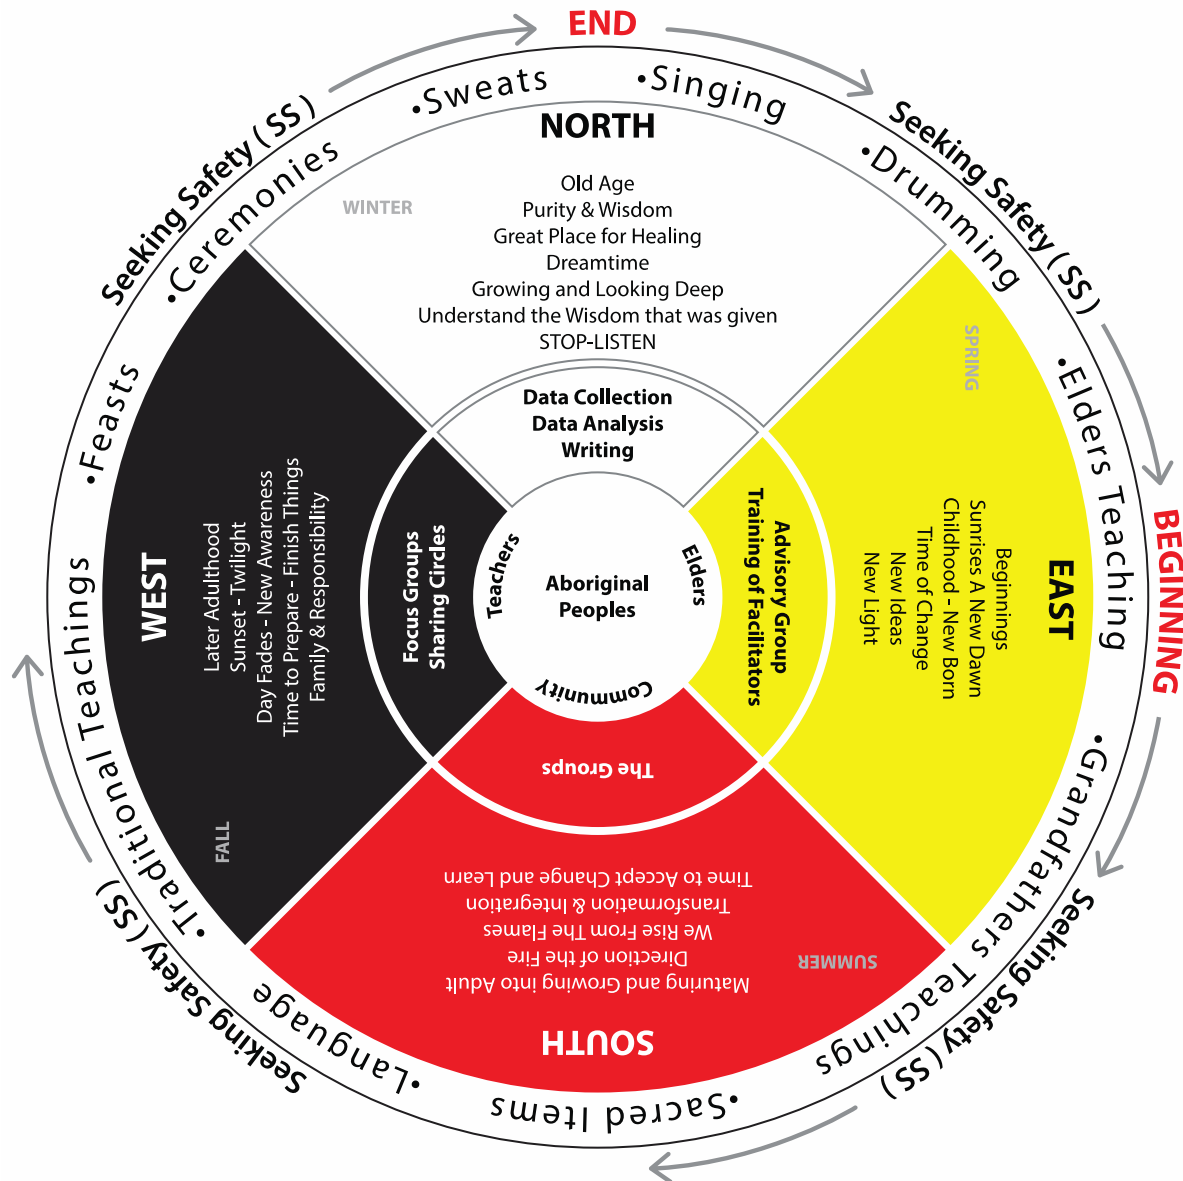 END
Seeking Safety ( SS )
Seeking Safety ( SS )
BEGINNING
Seeking Safety ( SS )
Seeking Safety ( SS )
•Sweats
•Singing
•Drumming
•Elders Teaching
•Grandfathers Teachings
•Sacred Items
•Language
•Traditional Teachings
•Feasts
•Ceremonies
NORTH
WINTER
Old Age
Purity & Wisdom
Great Place for Healing
Dreamtime
Growing and Looking Deep
Understand the Wisdom that was given
STOP-LISTEN
Data Collection
Data Analysis
Writing
EAST
SPRING
Beginnings
Sunrises A New Dawn
Childhood - New Born
Time of Change
New Ideas
New Light
Advisory Group
Training of Facilitators
SOUTH
SUMMER
Maturing and Growing into Adult
Direction of the Fire
We Rise From The Flames
Transformation & Integration
Time to Accept Change and Learn
The Groups
WEST
FALL
Later Adulthood
Sunset - Twilight
Day Fades - New Awareness
Time to Prepare - Finish Things
Family & Responsibility
Focus Groups
Sharing Circles
Teachers
Elders
Community
Aboriginal
Peoples